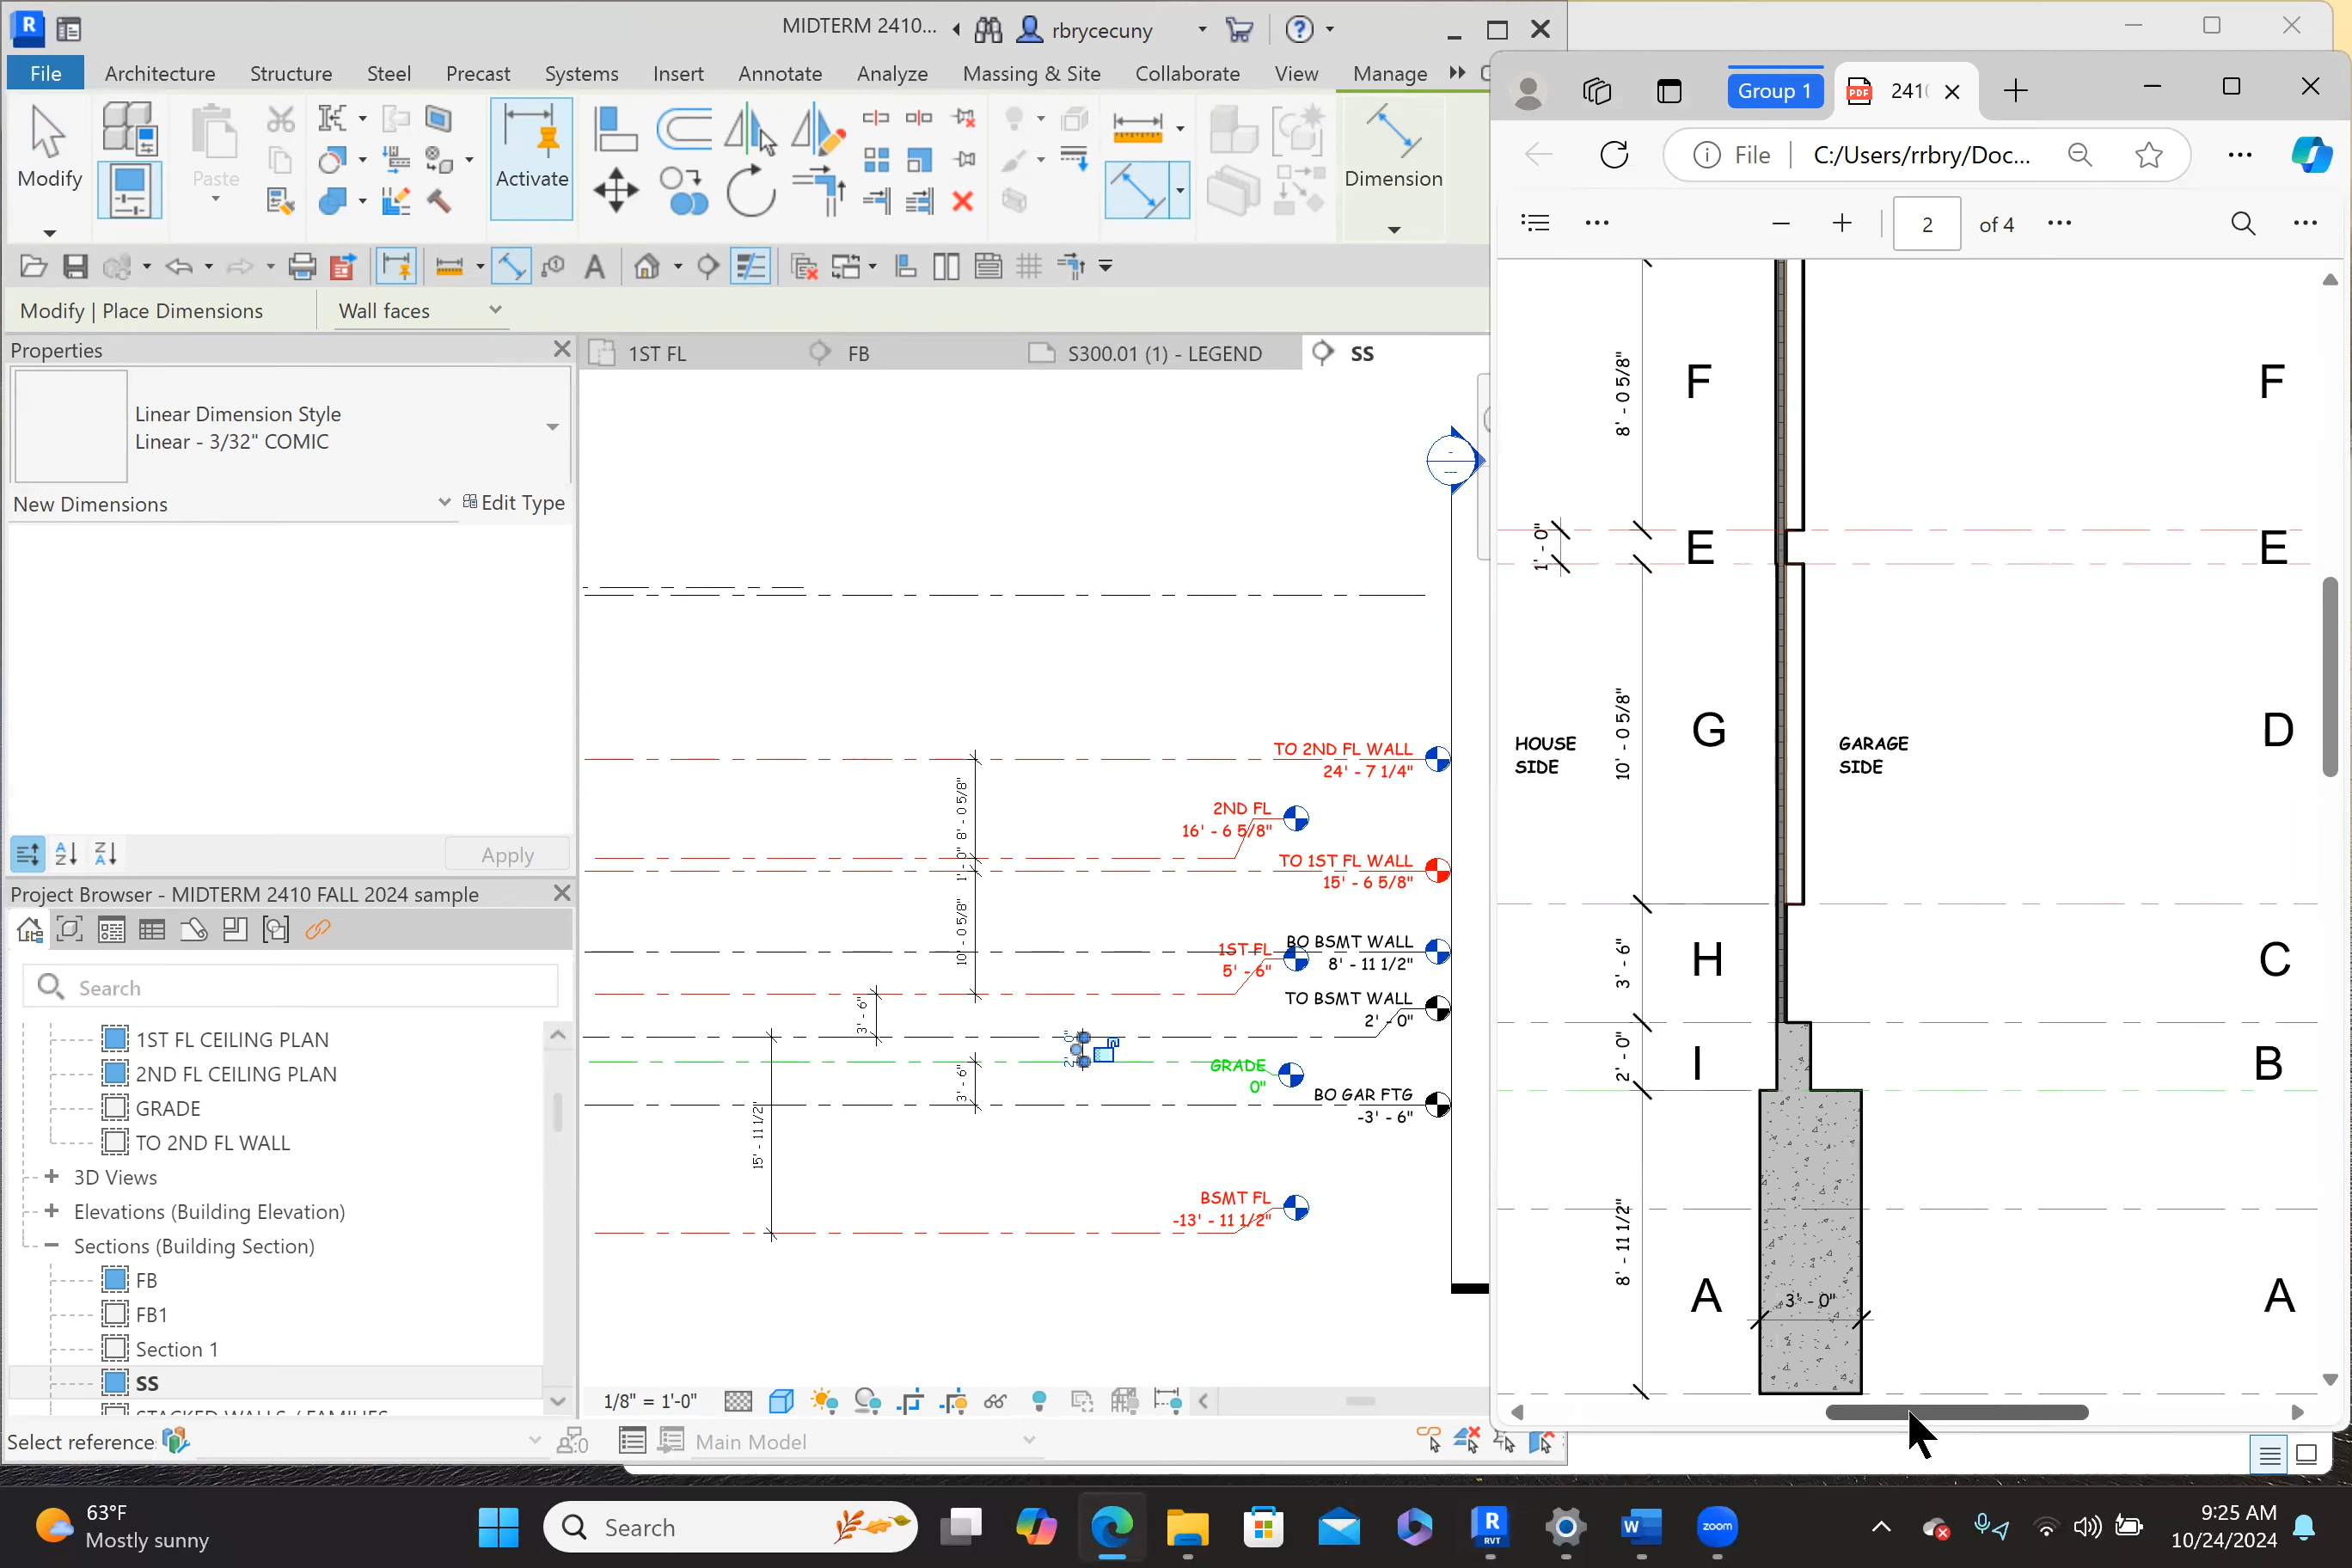 MIDTERM 2410...
rbrycecuny
File
Architecture
Structure
Steel
Precast
Systems
Insert
Annotate
Analyze
Massing & Site
Collaborate
View
Manage
Modify
Paste
Activate
Dimension
Modify | Place Dimensions
Wall faces
Properties
Linear Dimension Style
Linear - 3/32" COMIC
New Dimensions
Edit Type
Apply
Project Browser - MIDTERM 2410 FALL 2024 sample
Search
1ST FL CEILING PLAN
2ND FL CEILING PLAN
GRADE
TO 2ND FL WALL
3D Views
Elevations (Building Elevation)
Sections (Building Section)
FB
FB1
Section 1
SS
1ST FL
FB
S300.01 (1) - LEGEND
SS
TO 2ND FL WALL
24' - 7 1/4"
2ND FL
16' - 6 5/8"
TO 1ST FL WALL
15' - 6 5/8"
BO BSMT WALL
8' - 11 1/2"
1ST FL
5' - 6"
TO BSMT WALL
2' - 0"
GRADE
0"
BO GAR FTG
-3' - 6"
BSMT FL
-13' - 11 1/2"
8' - 0 5/8"
1' - 0"
10' - 0 5/8"
3' - 6"
2' - 0"
3' - 6"
15' - 11 1/2"
1/8" = 1'-0"
Select reference
:0
Main Model
Group 1
PDF
241
File
C:/Users/rrbry/Doc...
2
of 4
8' - 0 5/8"
F
F
1' - 0"
E
E
10' - 0 5/8"
G
D
HOUSE
SIDE
GARAGE
SIDE
3' - 6"
H
C
2' - 0"
I
B
8' - 11 1/2"
A
3' - 0"
A
63°F
Mostly sunny
Search
RVT
zoom
9:25 AM
10/24/2024